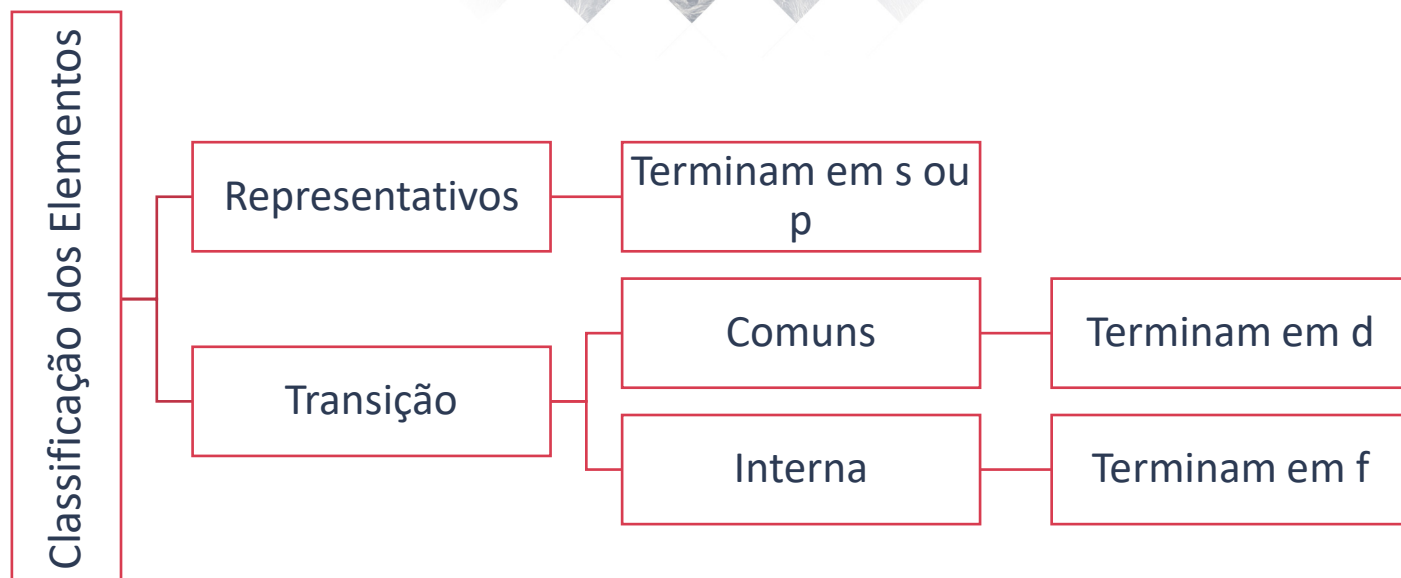 Classificação dos Elementos
Representativos
Terminam em s ou
p
Transição
Comuns
Terminam em d
Interna
Terminam em f